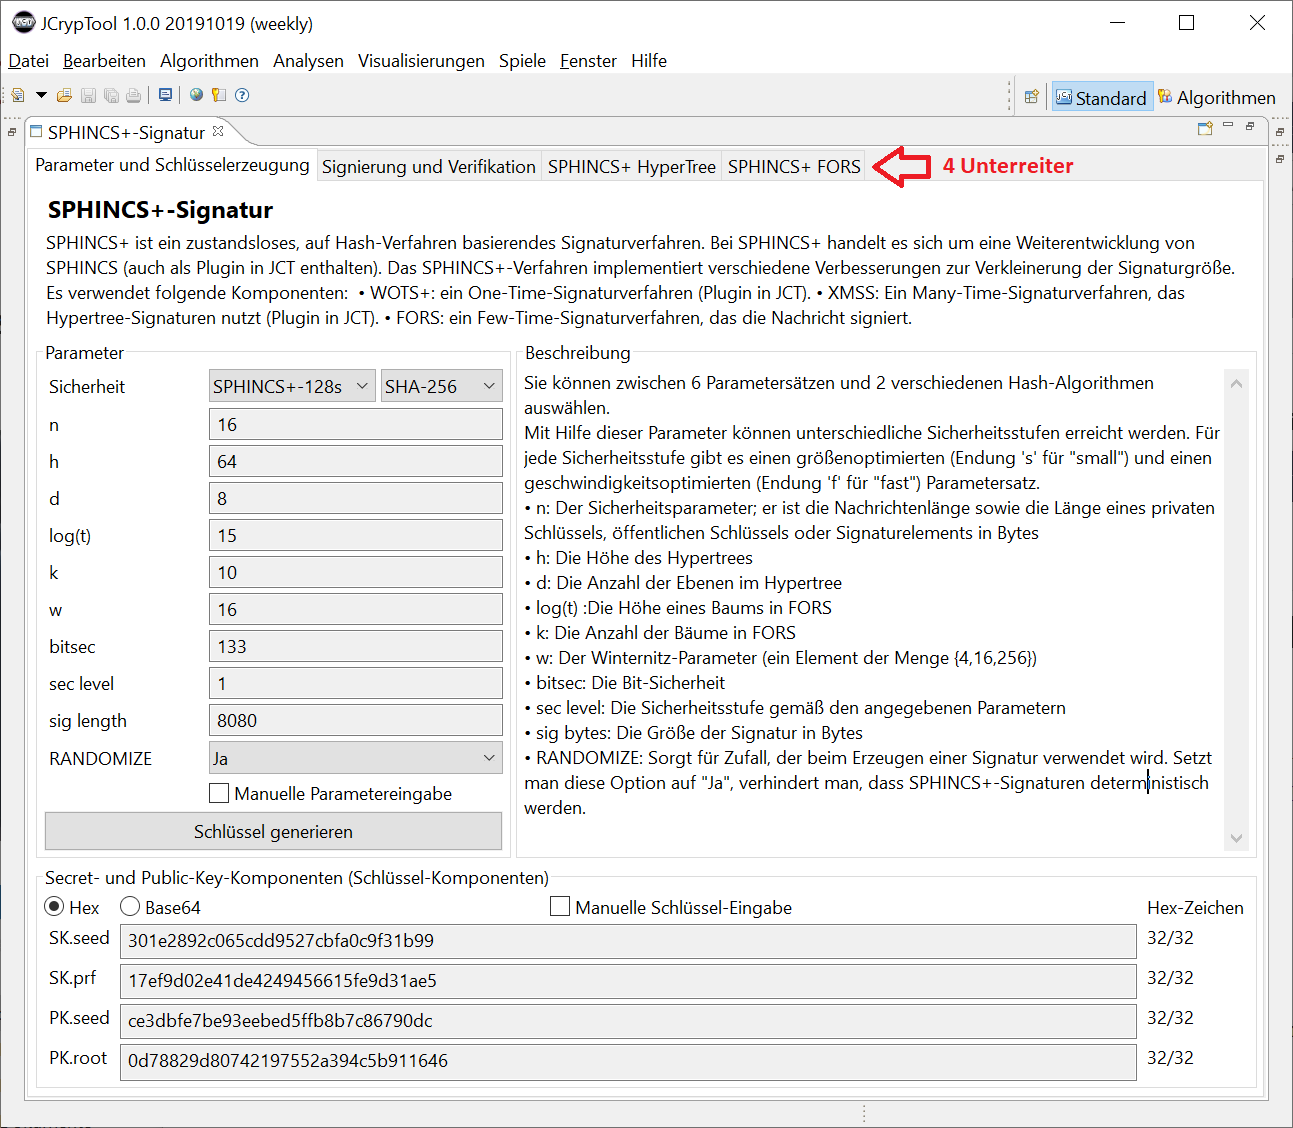 JCrypTool 1.0.0 20191019 (weekly)
Datei Bearbeiten Algorithmen Analysen Visualisierungen Spiele Fenster Hilfe
Standard Algorithmen
SPHINCS+-Signatur
Parameter und Schlüsselerzeugung Signierung und Verifikation SPHINCS+ HyperTree SPHINCS+ FORS 4 Unterreiter
SPHINCS+-Signatur
SPHINCS+ ist ein zustandsloses, auf Hash-Verfahren basierendes Signaturverfahren. Bei SPHINCS+ handelt es sich um eine Weiterentwicklung von
SPHINCS (auch als Plugin in JCT enthalten). Das SPHINCS+-Verfahren implementiert verschiedene Verbesserungen zur Verkleinerung der Signaturgröße.
Es verwendet folgende Komponenten: • WOTS+: ein One-Time-Signaturverfahren (Plugin in JCT). • XMSS: Ein Many-Time-Signaturverfahren, das
Hypertree-Signaturen nutzt (Plugin in JCT). • FORS: ein Few-Time-Signaturverfahren, das die Nachricht signiert.
Parameter
Sicherheit SPHINCS+-128s SHA-256
n 16
h 64
d 8
log(t) 15
k 10
w 16
bitsec 133
sec level 1
sig length 8080
RANDOMIZE Ja
Manuelle Parametereingabe
Schlüssel generieren
Beschreibung
Sie können zwischen 6 Parametersätzen und 2 verschiedenen Hash-Algorithmen
auswählen.
Mit Hilfe dieser Parameter können unterschiedliche Sicherheitsstufen erreicht werden. Für
jede Sicherheitsstufe gibt es einen größenoptimierten (Endung 's' für "small") und einen
geschwindigkeitsoptimierten (Endung 'f' für "fast") Parametersatz.
• n: Der Sicherheitsparameter; er ist die Nachrichtenlänge sowie die Länge eines privaten
Schlüssels, öffentlichen Schlüssels oder Signaturelements in Bytes
• h: Die Höhe des Hypertrees
• d: Die Anzahl der Ebenen im Hypertree
• log(t) :Die Höhe eines Baums in FORS
• k: Die Anzahl der Bäume in FORS
• w: Der Winternitz-Parameter (ein Element der Menge {4,16,256})
• bitsec: Die Bit-Sicherheit
• sec level: Die Sicherheitsstufe gemäß den angegebenen Parametern
• sig bytes: Die Größe der Signatur in Bytes
• RANDOMIZE: Sorgt für Zufall, der beim Erzeugen einer Signatur verwendet wird. Setzt
man diese Option auf "Ja", verhindert man, dass SPHINCS+-Signaturen deterministisch
werden.
Secret- und Public-Key-Komponenten (Schlüssel-Komponenten)
Hex Base64 Manuelle Schlüssel-Eingabe Hex-Zeichen
SK.seed 301e2892c065cdd9527cbfa0c9f31b99 32/32
SK.prf 17ef9d02e41de4249456615fe9d31ae5 32/32
PK.seed ce3dbfe7be93eebed5ffb8b7c86790dc 32/32
PK.root 0d78829d80742197552a394c5b911646 32/32